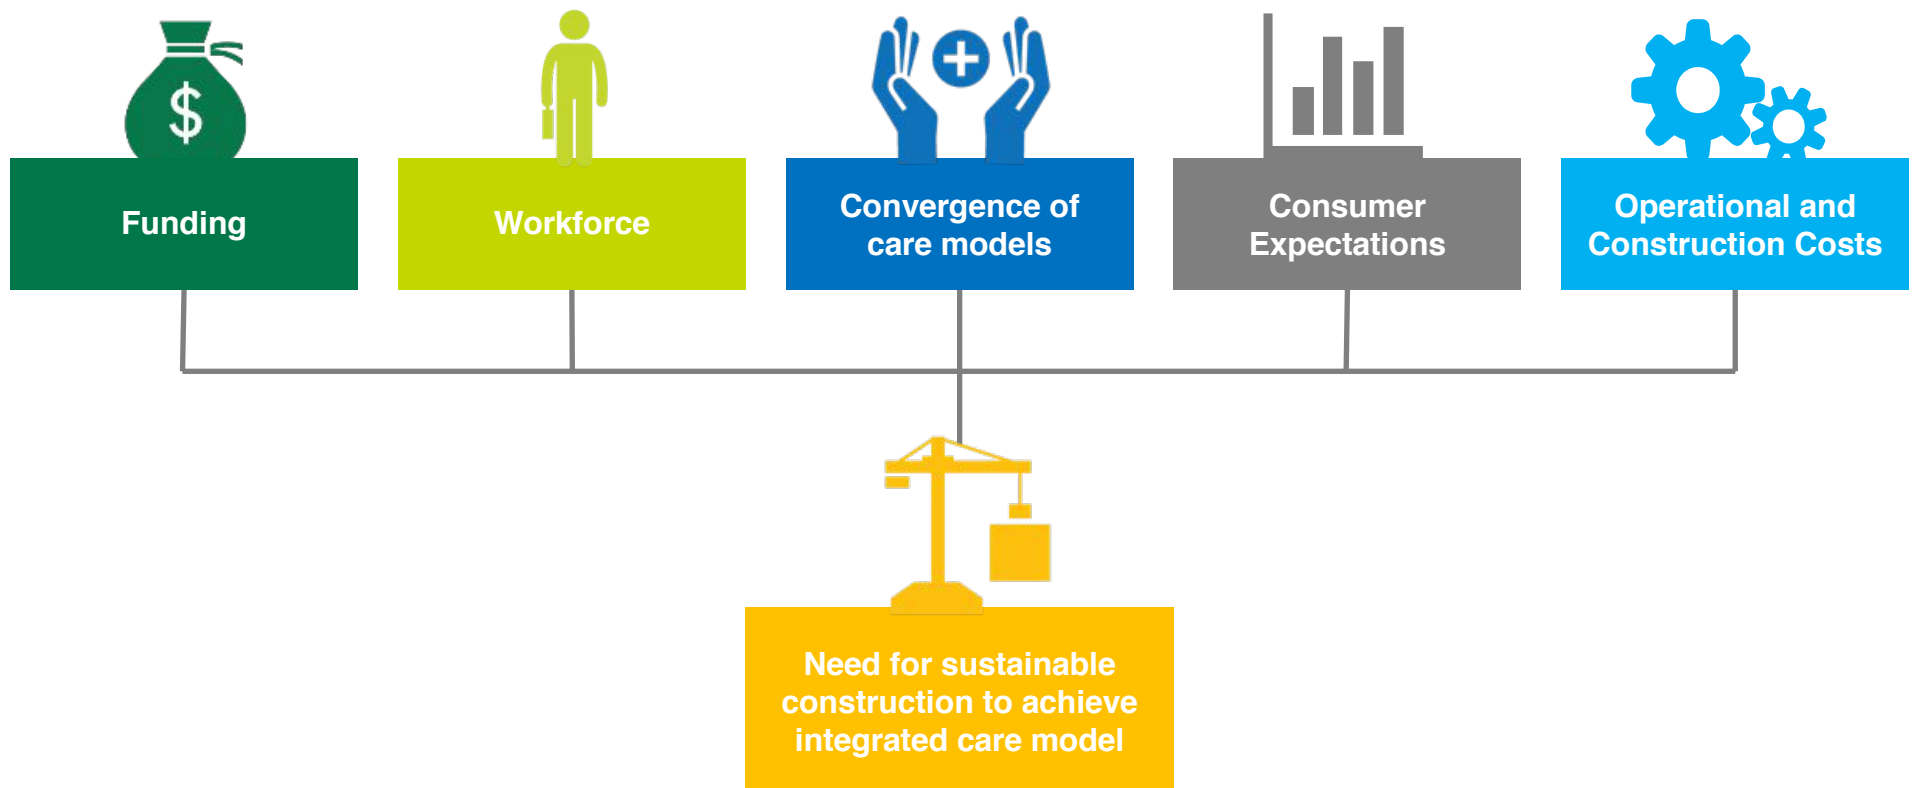 $
Funding
Workforce
Convergence of
care models
Consumer
Expectations
Operational and
Construction Costs
Need for sustainable
construction to achieve
integrated care model